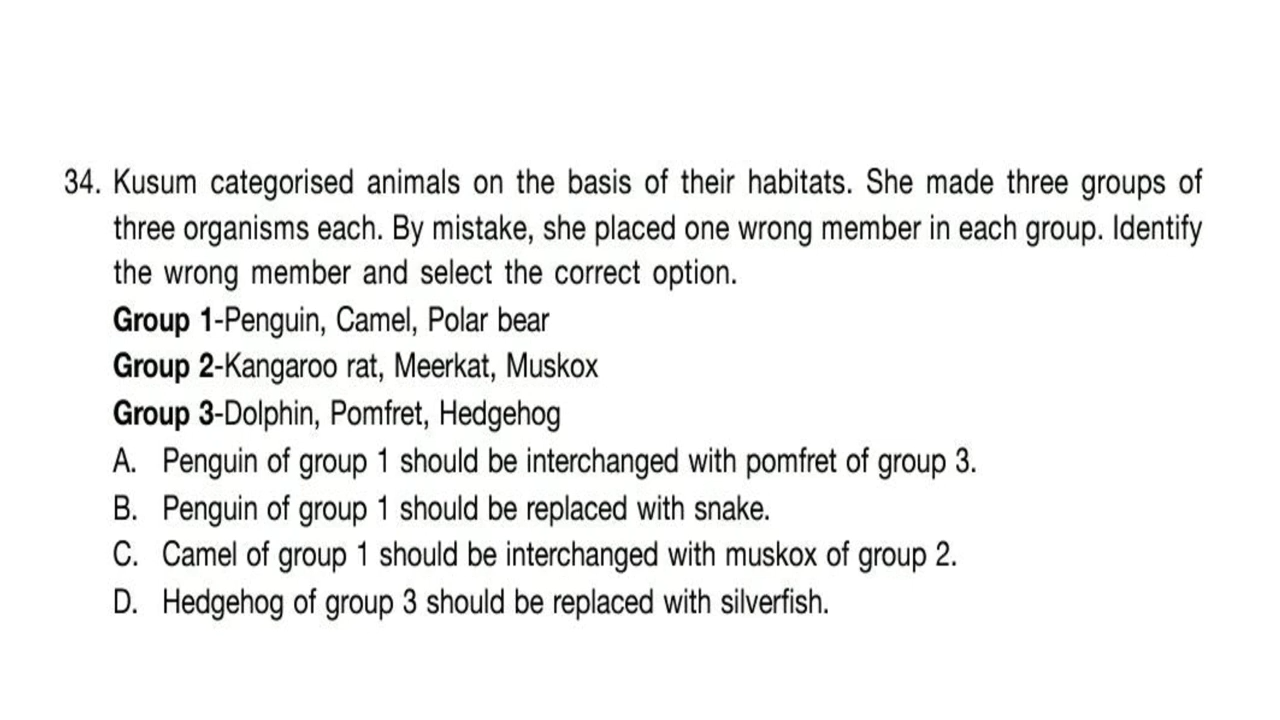 34. Kusum categorised animals on the basis of their habitats. She made three groups of
three organisms each. By mistake, she placed one wrong member in each group. Identify
the wrong member and select the correct option.
Group 1-Penguin, Camel, Polar bear
Group 2-Kangaroo rat, Meerkat, Muskox
Group 3-Dolphin, Pomfret, Hedgehog
A. Penguin of group 1 should be interchanged with pomfret of group 3.
B. Penguin of group 1 should be replaced with snake.
C. Camel of group 1 should be interchanged with muskox of group 2.
D. Hedgehog of group 3 should be replaced with silverfish.